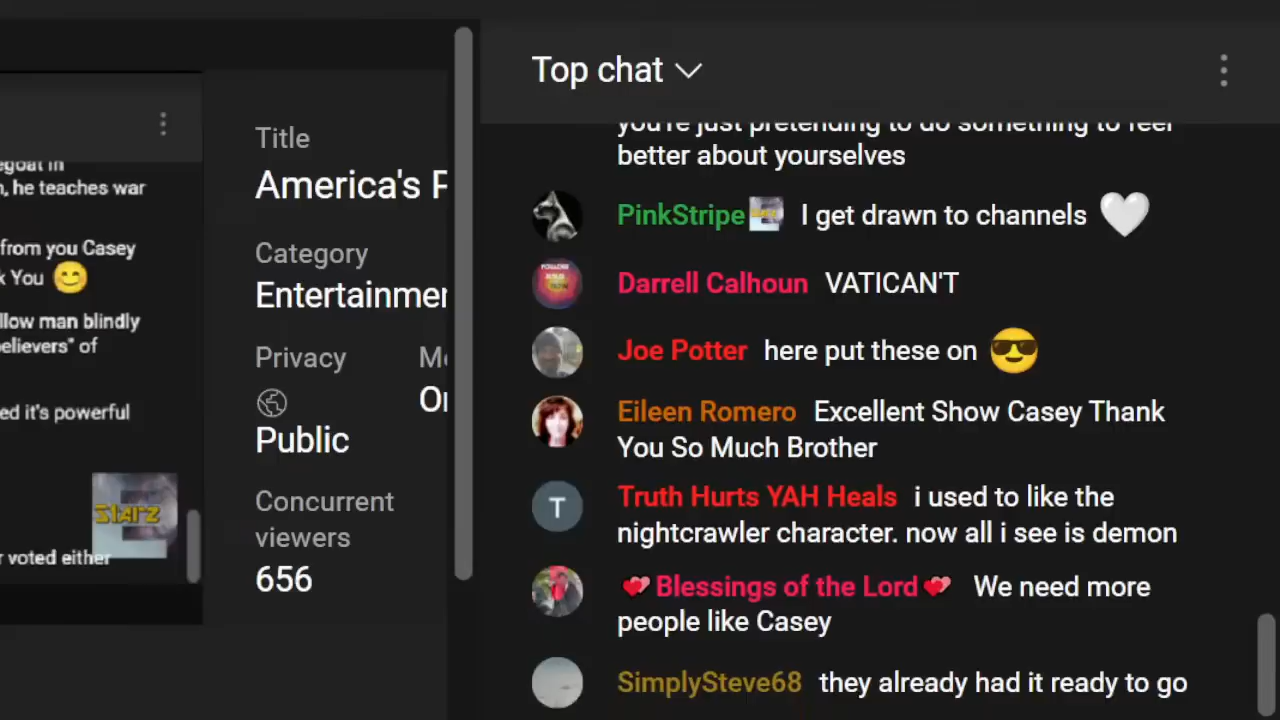 egoat in
n, he teaches war
from you Casey
k You
llow man blindly
elievers" of
ed it's powerful
STARZ
r voted either
Title
America's F
Category
Entertainmer
Privacy
Public
Concurrent
viewers
656
Top chat
you're just pretending to do something to feel
better about yourselves
PinkStripe I get drawn to channels
Darrell Calhoun VATICAN'T
Joe Potter here put these on
Eileen Romero Excellent Show Casey Thank
You So Much Brother
T
Truth Hurts YAH Heals i used to like the
nightcrawler character. now all i see is demon
Blessings of the Lord We need more
people like Casey
SimplySteve68 they already had it ready to go